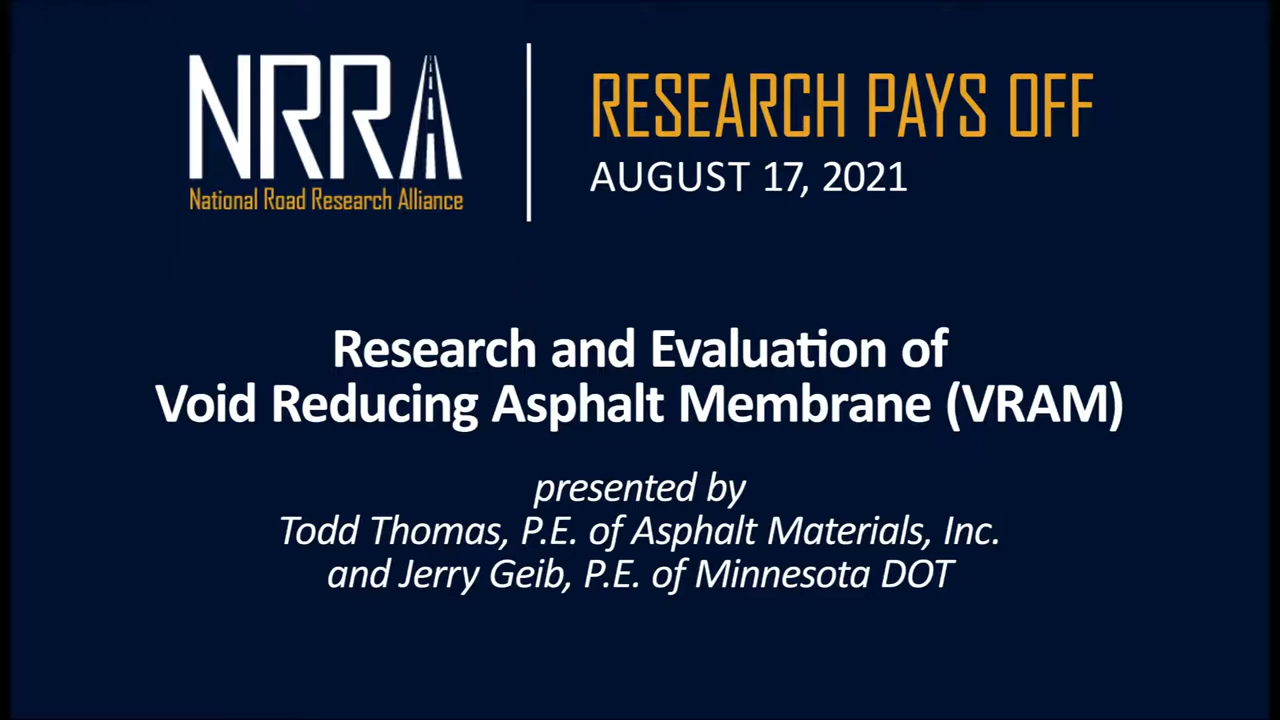 NRRA
National Road Research Alliance
RESEARCH PAYS OFF
AUGUST 17, 2021
Research and Evaluation of
Void Reducing Asphalt Membrane (VRAM)
presented by
Todd Thomas, P.E. of Asphalt Materials, Inc.
and Jerry Geib, P.E. of Minnesota DOT